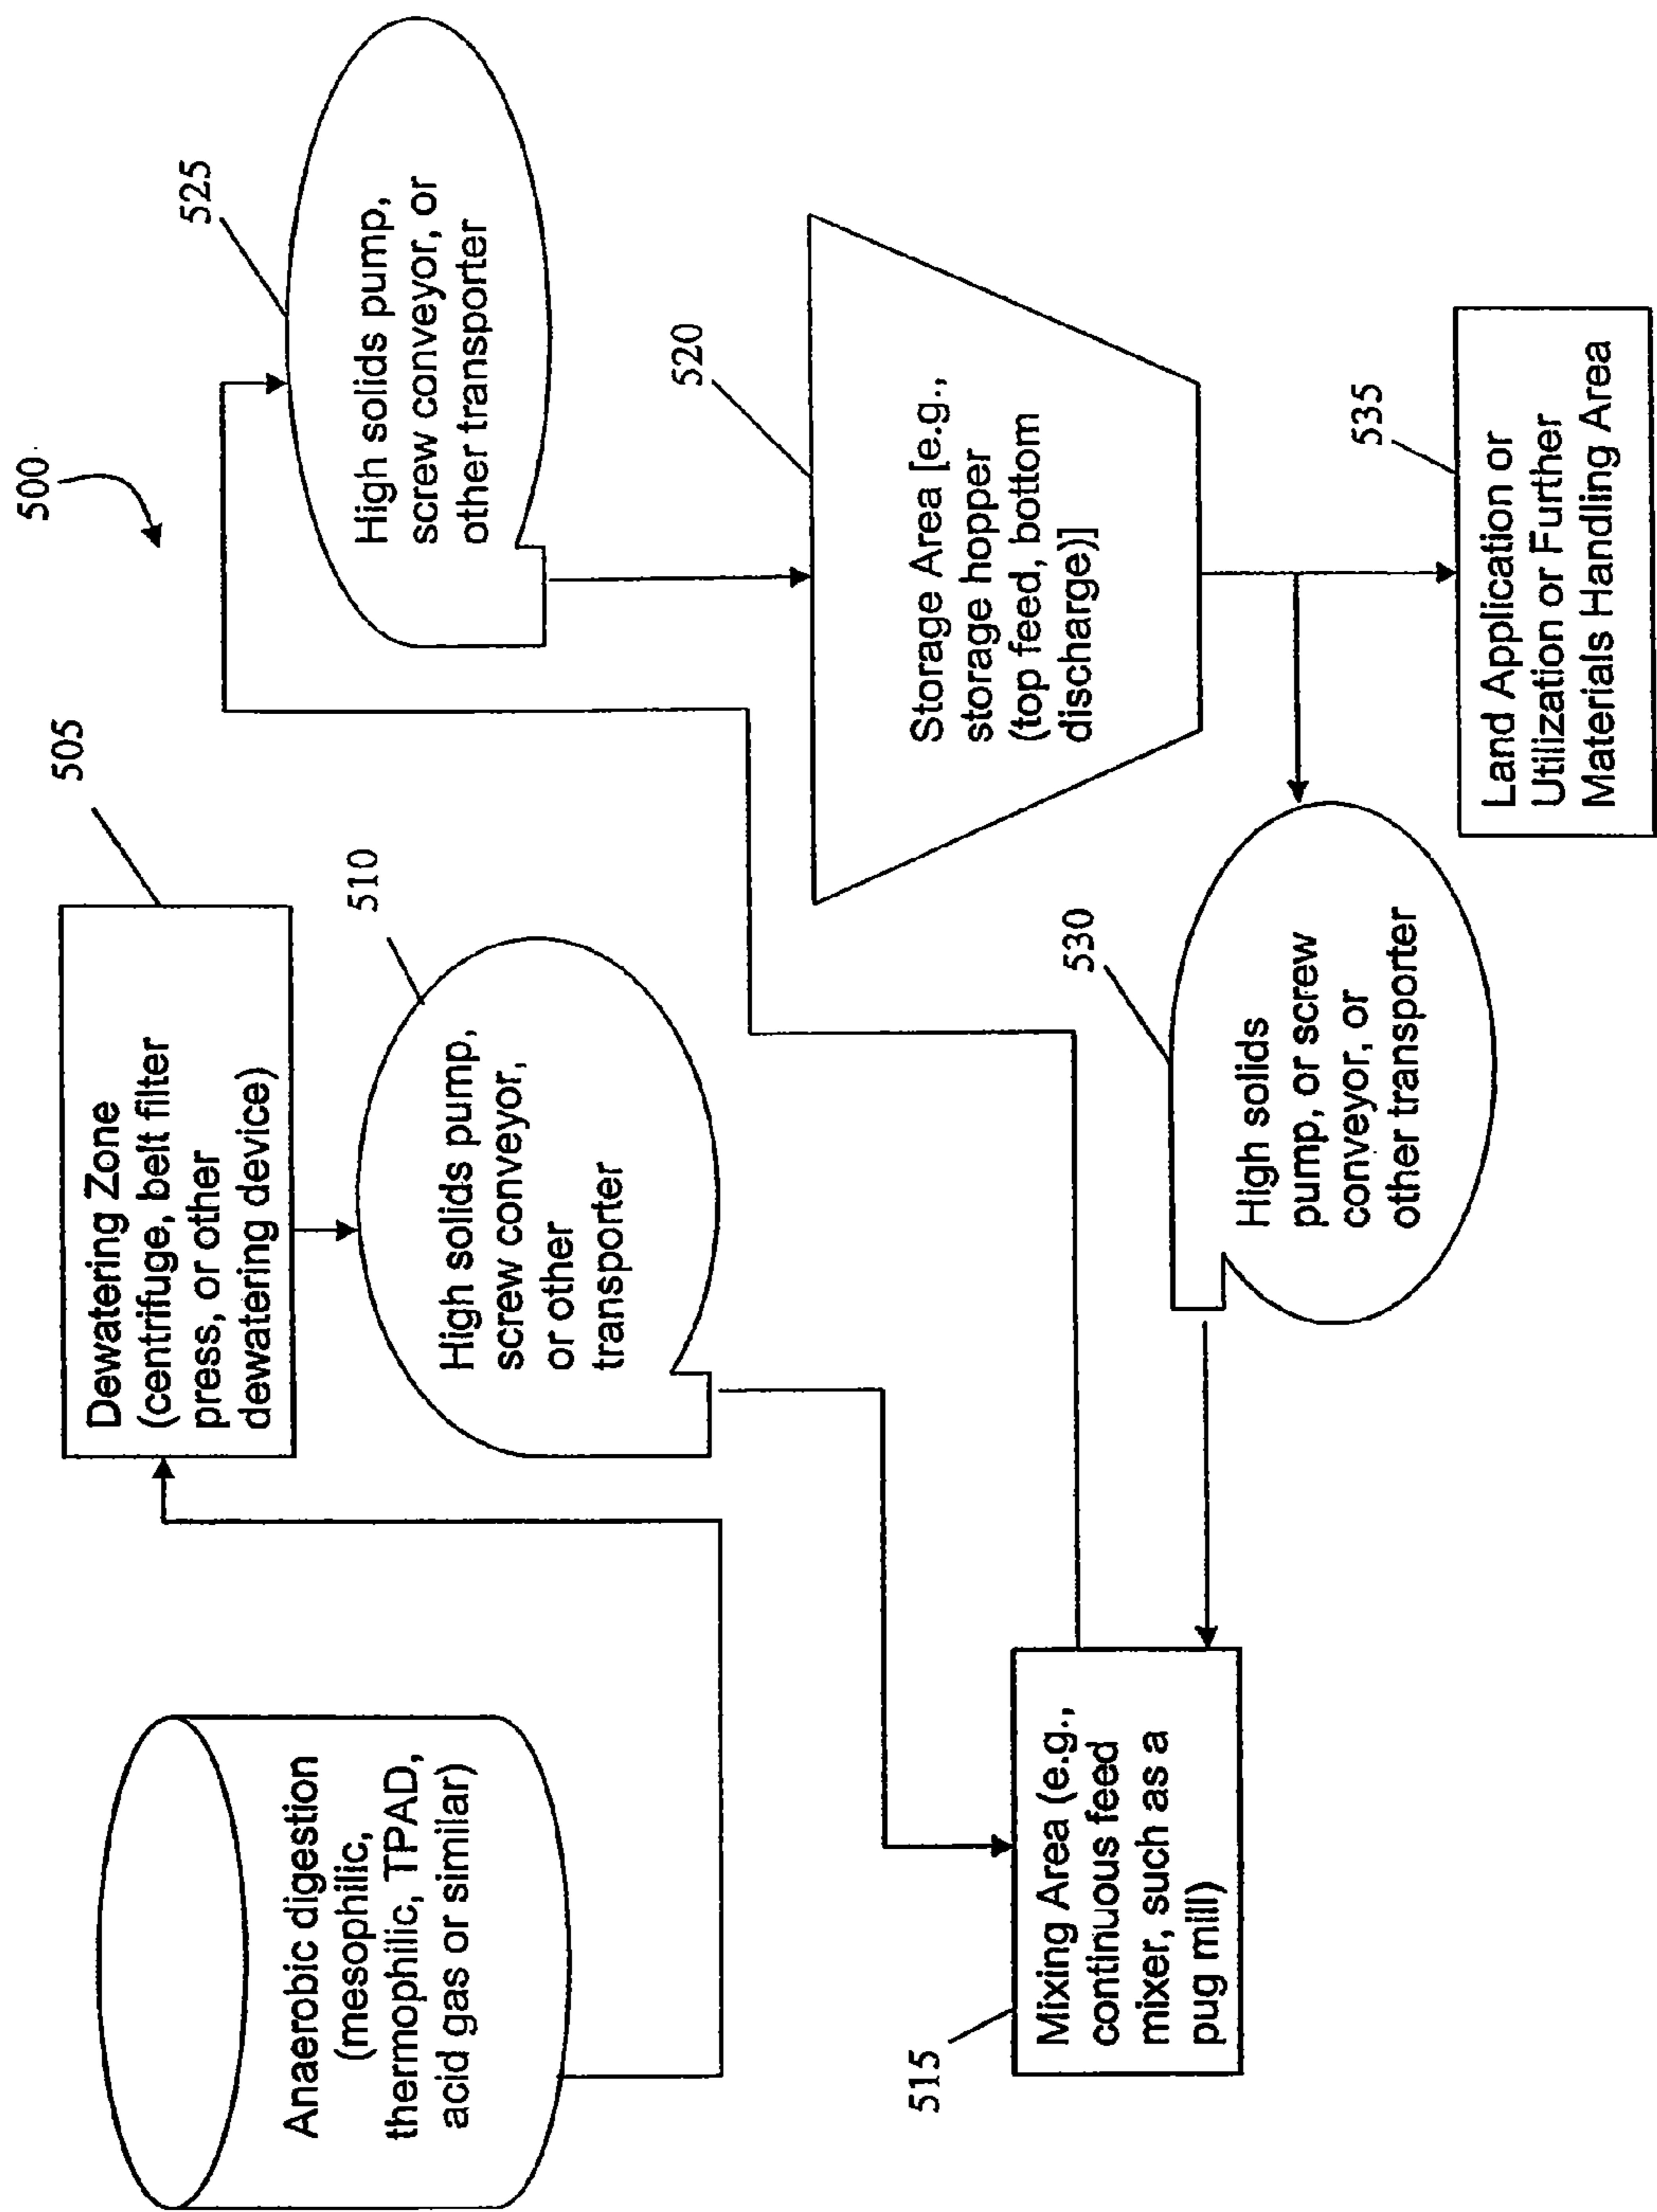 500
Anaerobic digestion
(mesophilic,
thermophilic, TPAD,
acid gas or similar)
505
Dewatering Zone
(centrifuge, belt filter
press, or other
dewatering device)
510
High solids pump,
screw conveyor,
or other
transporter
525
High solids pump,
screw conveyor, or
other transporter
515
Mixing Area (e.g.,
continuous feed
mixer, such as a
pug mill)
520
Storage Area [e.g.,
storage hopper
(top feed, bottom
discharge)]
530
High solids
pump, or screw
conveyor, or
other transporter
535
Land Application or
Utilization or Further
Materials Handling Area